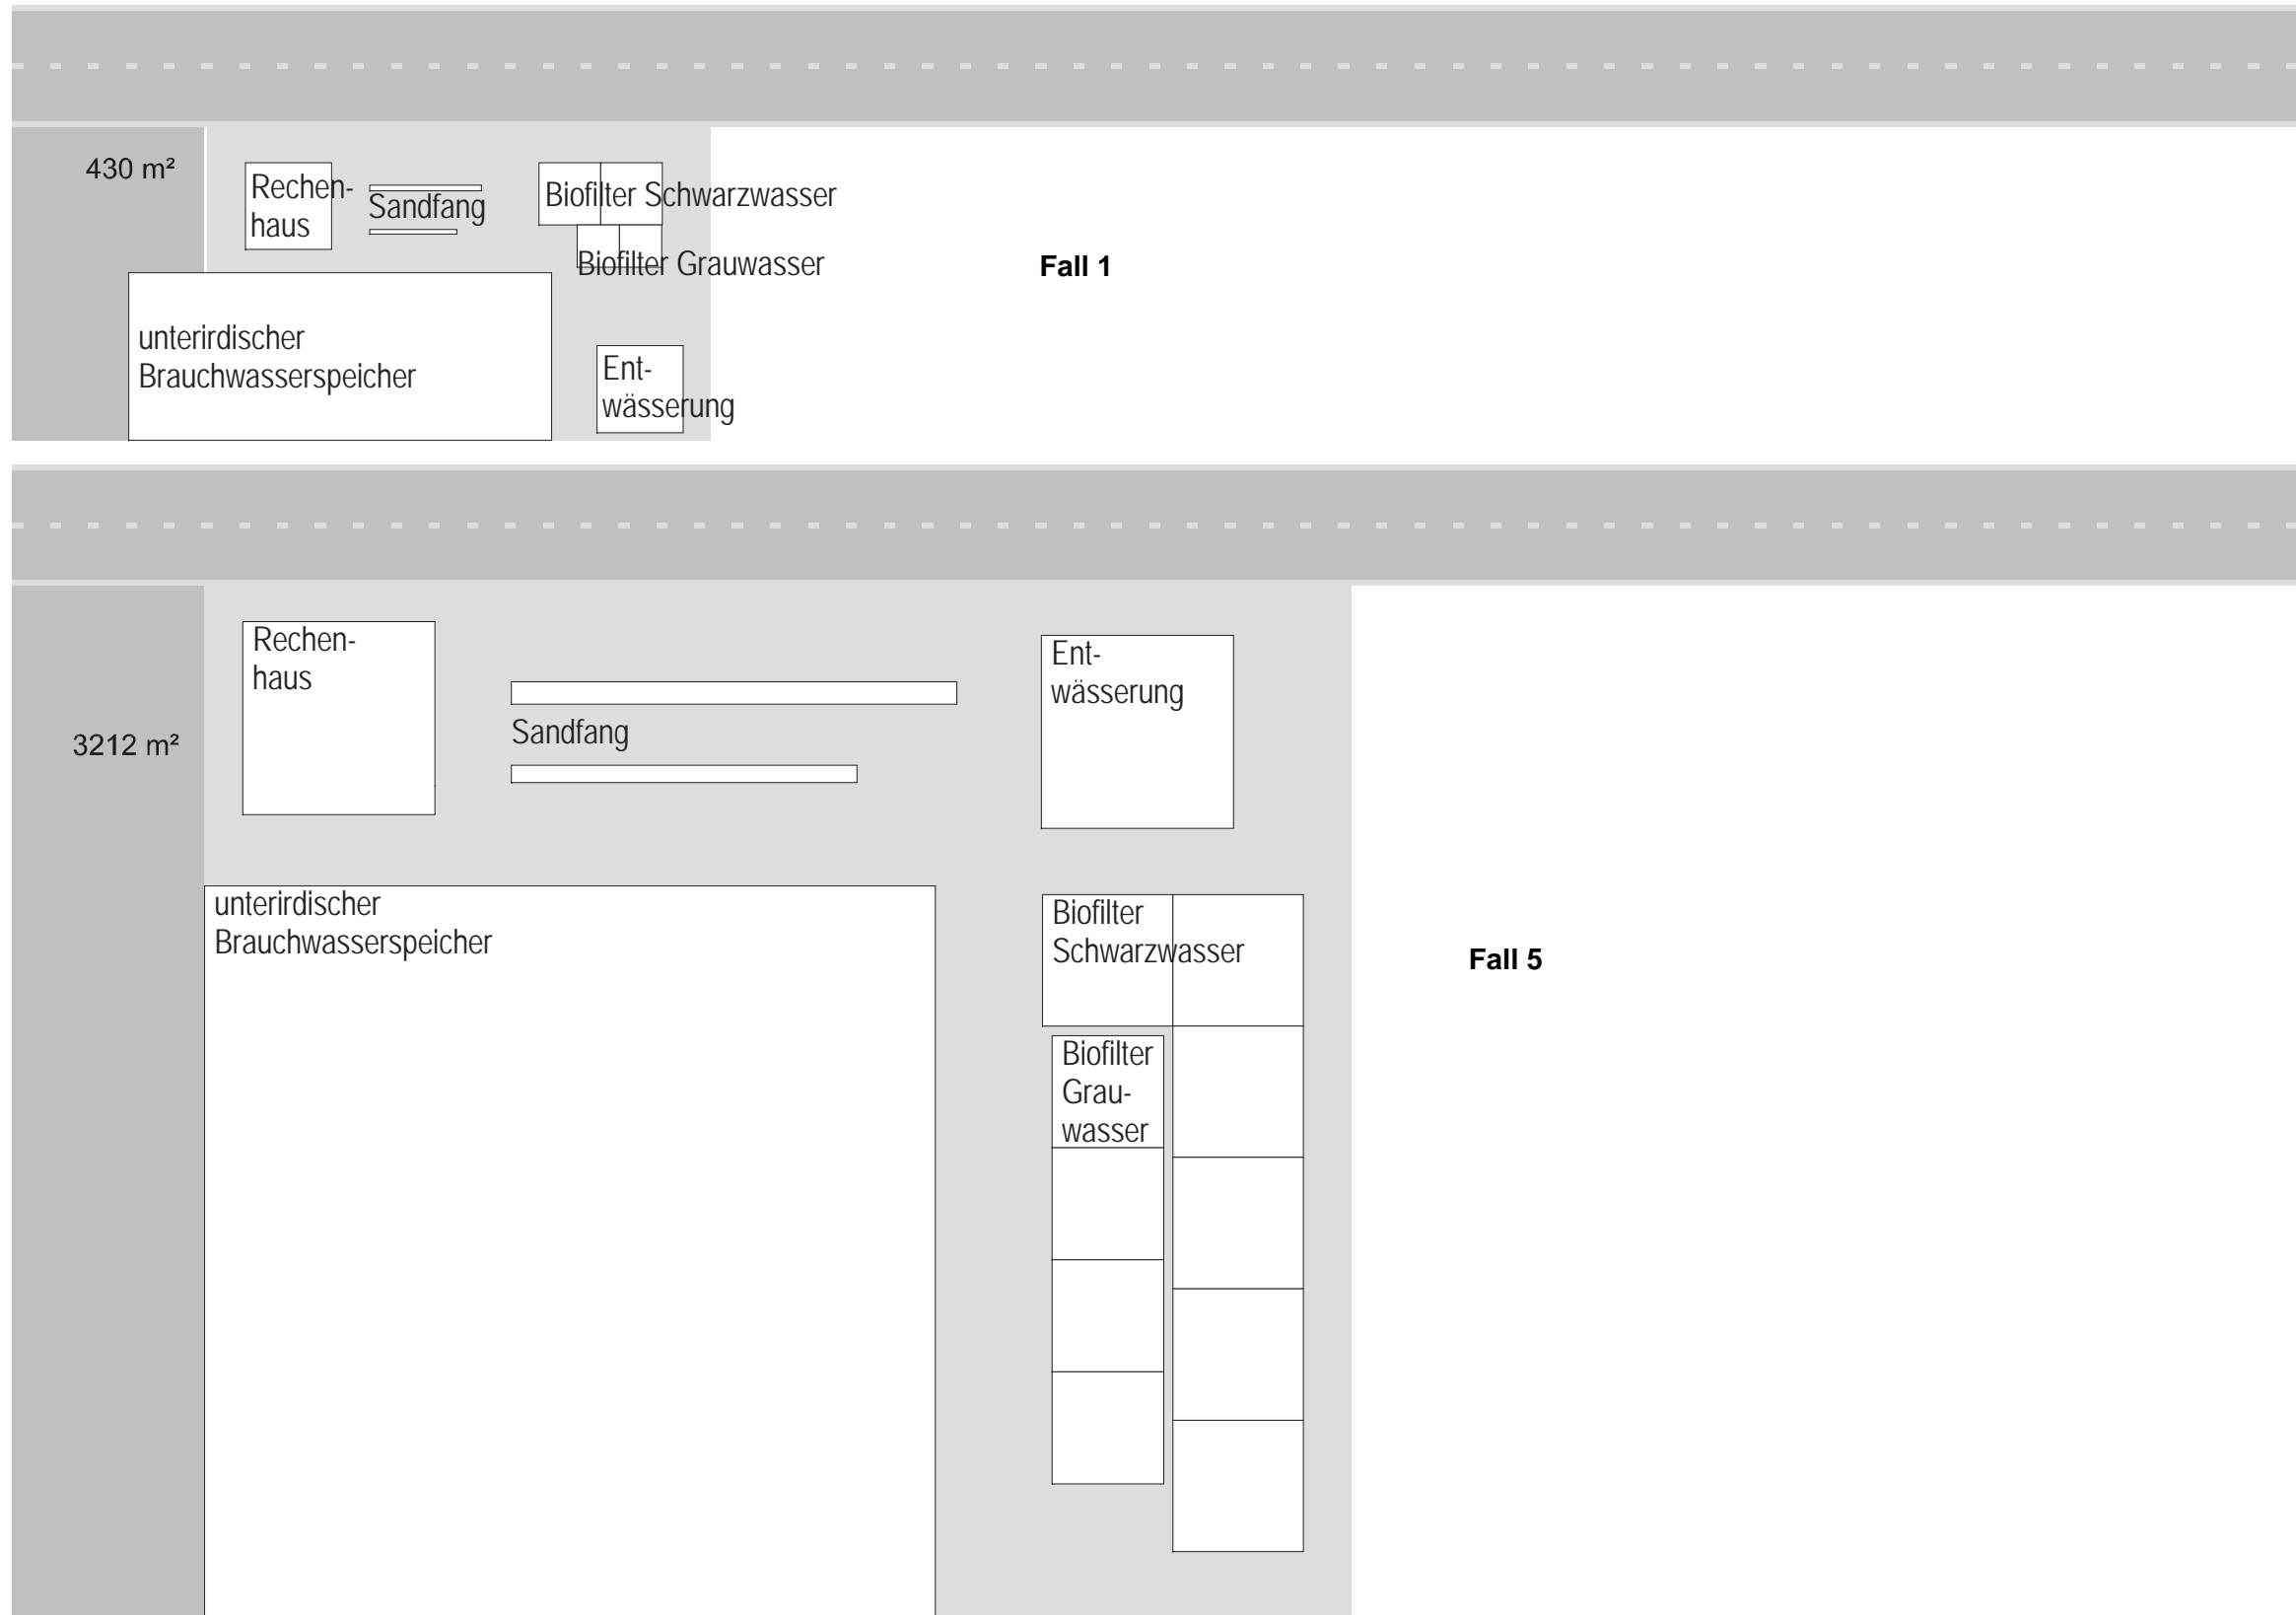 430 m²
Rechen-
haus
Sandfang
Biofilter Schwarzwasser
Biofilter Grauwasser
Fall 1
unterirdischer
Brauchwasserspeicher
Ent-
wässerung
Rechen-
haus
Ent-
wässerung
Sandfang
3212 m²
unterirdischer
Brauchwasserspeicher
Biofilter
Schwarzwasser
Fall 5
Biofilter
Grau-
wasser